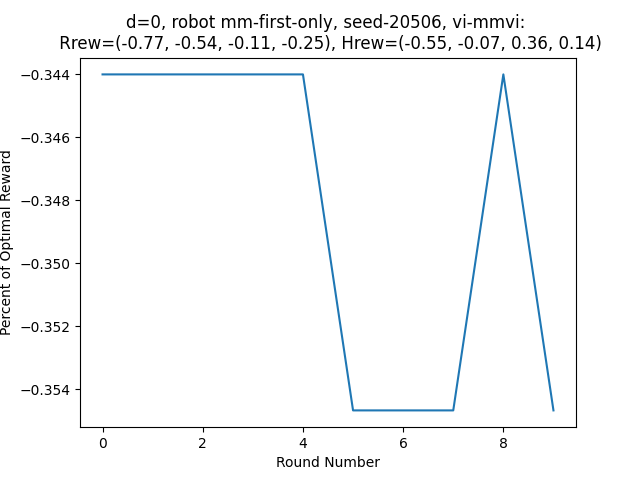 d=0, robot mm-first-only, seed-20506, vi-mmvi:
Rrew=(-0.77, -0.54, -0.11, -0.25), Hrew=(-0.55, -0.07, 0.36, 0.14)
Percent of Optimal Reward
−0.344
−0.346
−0.348
−0.350
−0.352
−0.354
0 2 4 6 8
Round Number